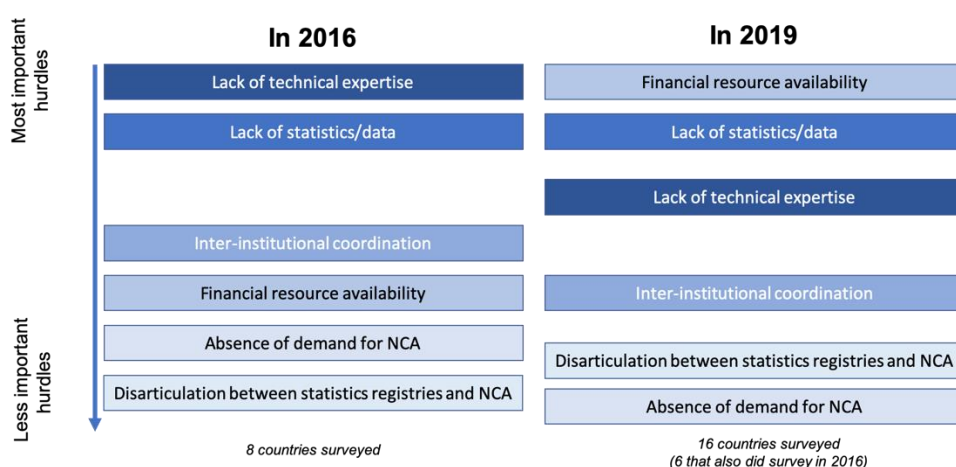 In 2016
In 2019
Most important
hurdles
Less important
hurdles
Lack of technical expertise
Lack of statistics/data
Inter-institutional coordination
Financial resource availability
Absence of demand for NCA
Disarticulation between statistics registries and NCA
8 countries surveyed
Financial resource availability
Lack of statistics/data
Lack of technical expertise
Inter-institutional coordination
Disarticulation between statistics registries and NCA
Absence of demand for NCA
16 countries surveyed
(6 that also did survey in 2016)